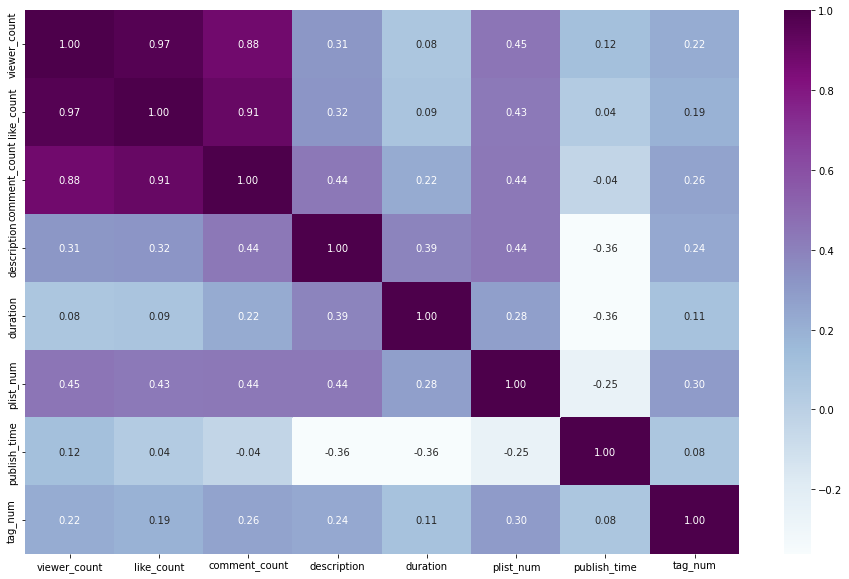 viewer_count 1.00 0.97 0.88 0.31 0.08 0.45 0.12 0.22
like_count 0.97 1.00 0.91 0.32 0.09 0.43 0.04 0.19
comment_count 0.88 0.91 1.00 0.44 0.22 0.44 -0.04 0.26
description 0.31 0.32 0.44 1.00 0.39 0.44 -0.36 0.24
duration 0.08 0.09 0.22 0.39 1.00 0.28 -0.36 0.11
plist_num 0.45 0.43 0.44 0.44 0.28 1.00 -0.25 0.30
publish_time 0.12 0.04 -0.04 -0.36 -0.36 -0.25 1.00 0.08
tag_num 0.22 0.19 0.26 0.24 0.11 0.30 0.08 1.00
viewer_count like_count comment_count description duration plist_num publish_time tag_num
1.0
0.8
0.6
0.4
0.2
0.0
−0.2